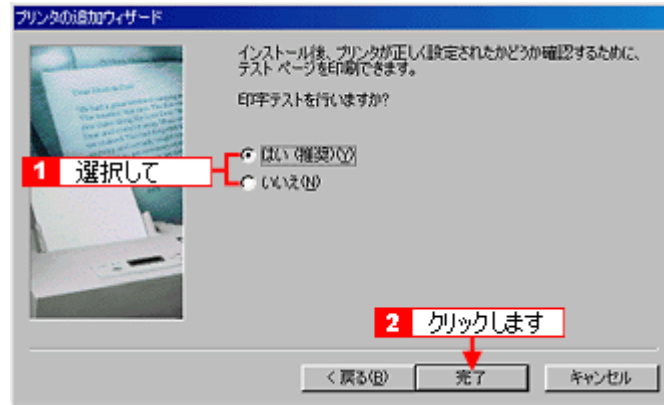 プリンタの追加ウィザード
インストール後、プリンタが正しく設定されたかどうか確認するために、
テスト ページを印刷できます。
印字テストを行いますか?
はい (推奨)(Y)
1 選択して
いいえ(N)
2 クリックします
< 戻る(B)
完了
キャンセル